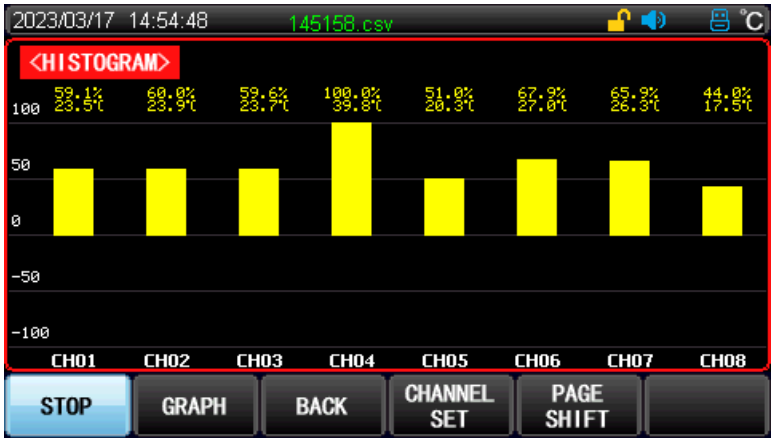 2023/03/17 14:54:48 145158.csv °C
<HISTOGRAM>
59.1% 60.0% 59.6% 100.0% 51.0% 67.9% 65.9% 44.0%
23.5℃ 23.9℃ 23.7℃ 39.8℃ 20.3℃ 27.0℃ 26.3℃ 17.5℃
100
50
0
-50
-100
CH01 CH02 CH03 CH04 CH05 CH06 CH07 CH08
STOP GRAPH BACK CHANNEL SET PAGE SHIFT